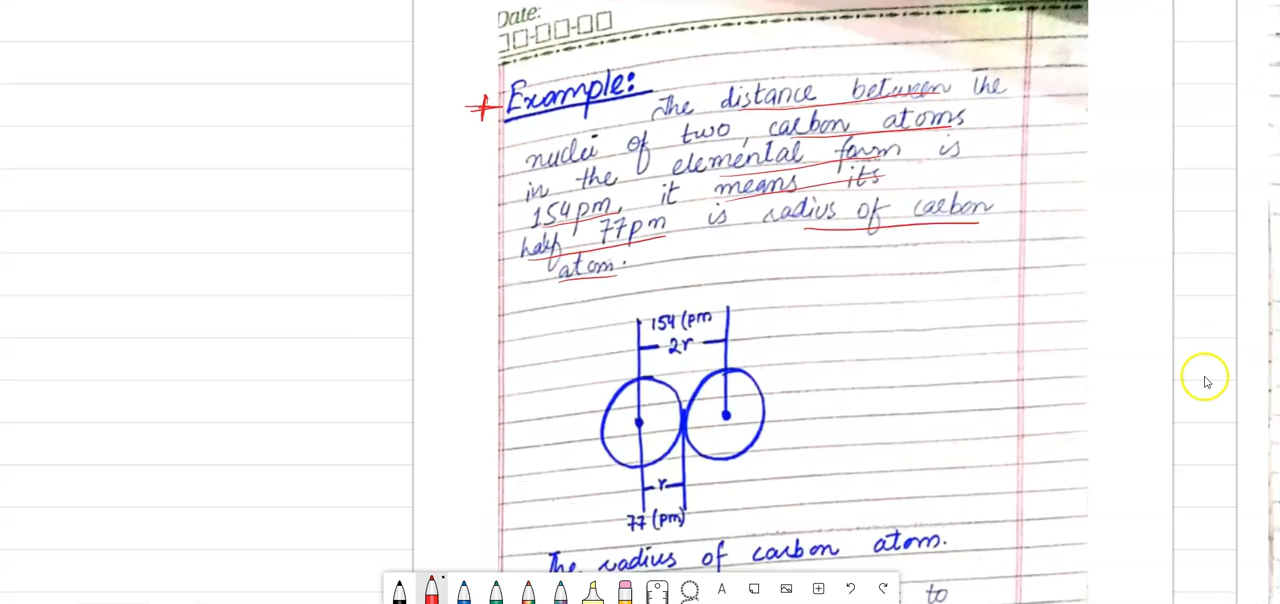 Date:
Example:
The distance between the
nuclei of two, carbon atoms
in the elemental form is
154pm, it means its
half 77pm is radius of carbon
atom.
154 (pm
2r
r
77 (pm)
The radius of carbon atom.
to
A